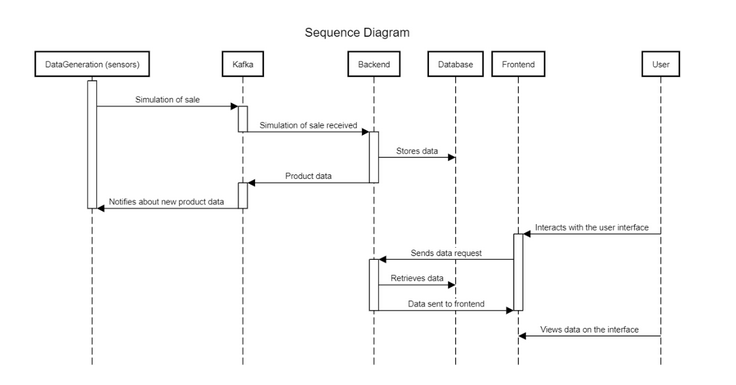 Sequence Diagram
DataGeneration (sensors)
Kafka
Backend
Database
Frontend
User
Simulation of sale
Simulation of sale received
Stores data
Product data
Notifies about new product data
Interacts with the user interface
Sends data request
Retrieves data
Data sent to frontend
Views data on the interface